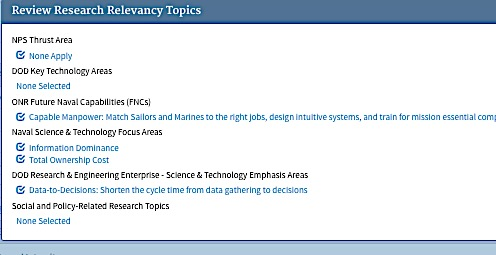 Review Research Relevancy Topics
NPS Thrust Area
None Apply
DOD Key Technology Areas
None Selected
ONR Future Naval Capabilities (FNCs)
Capable Manpower: Match Sailors and Marines to the right jobs, design intuitive systems, and train for mission essential
Naval Science & Technology Focus Areas
Information Dominance
Total Ownership Cost
DOD Research & Engineering Enterprise - Science & Technology Emphasis Areas
Data-to-Decisions: Shorten the cycle time from data gathering to decisions
Social and Policy-Related Research Topics
None Selected